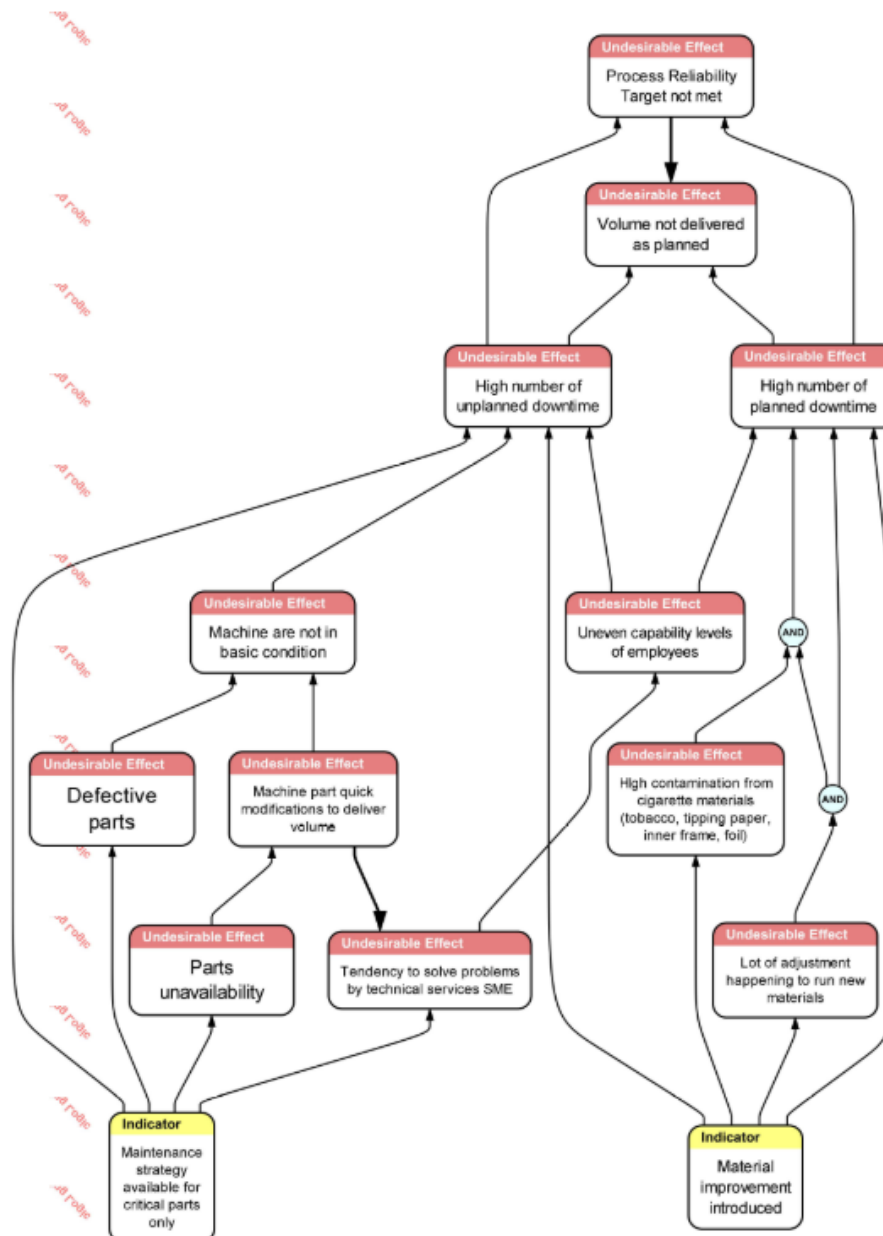 Undesirable Effect
Process Reliability
Target not met
Undesirable Effect
Volume not delivered
as planned
Undesirable Effect
High number of
unplanned downtime
Undesirable Effect
High number of
planned downtime
Undesirable Effect
Machine are not in
basic condition
Undesirable Effect
Uneven capability levels
of employees
AND
Undesirable Effect
Defective
parts
Undesirable Effect
Machine part quick
modifications to deliver
volume
Undesirable Effect
HIgh contamination from
cigarette materials
(tobacco, tipping paper,
inner frame, foil)
AND
Undesirable Effect
Parts
unavailability
Undesirable Effect
Tendency to solve problems
by technical services SME
Undesirable Effect
Lot of adjustment
happening to run new
materials
Indicator
Maintenance
strategy
available for
critical parts
only
Indicator
Material
improvement
introduced